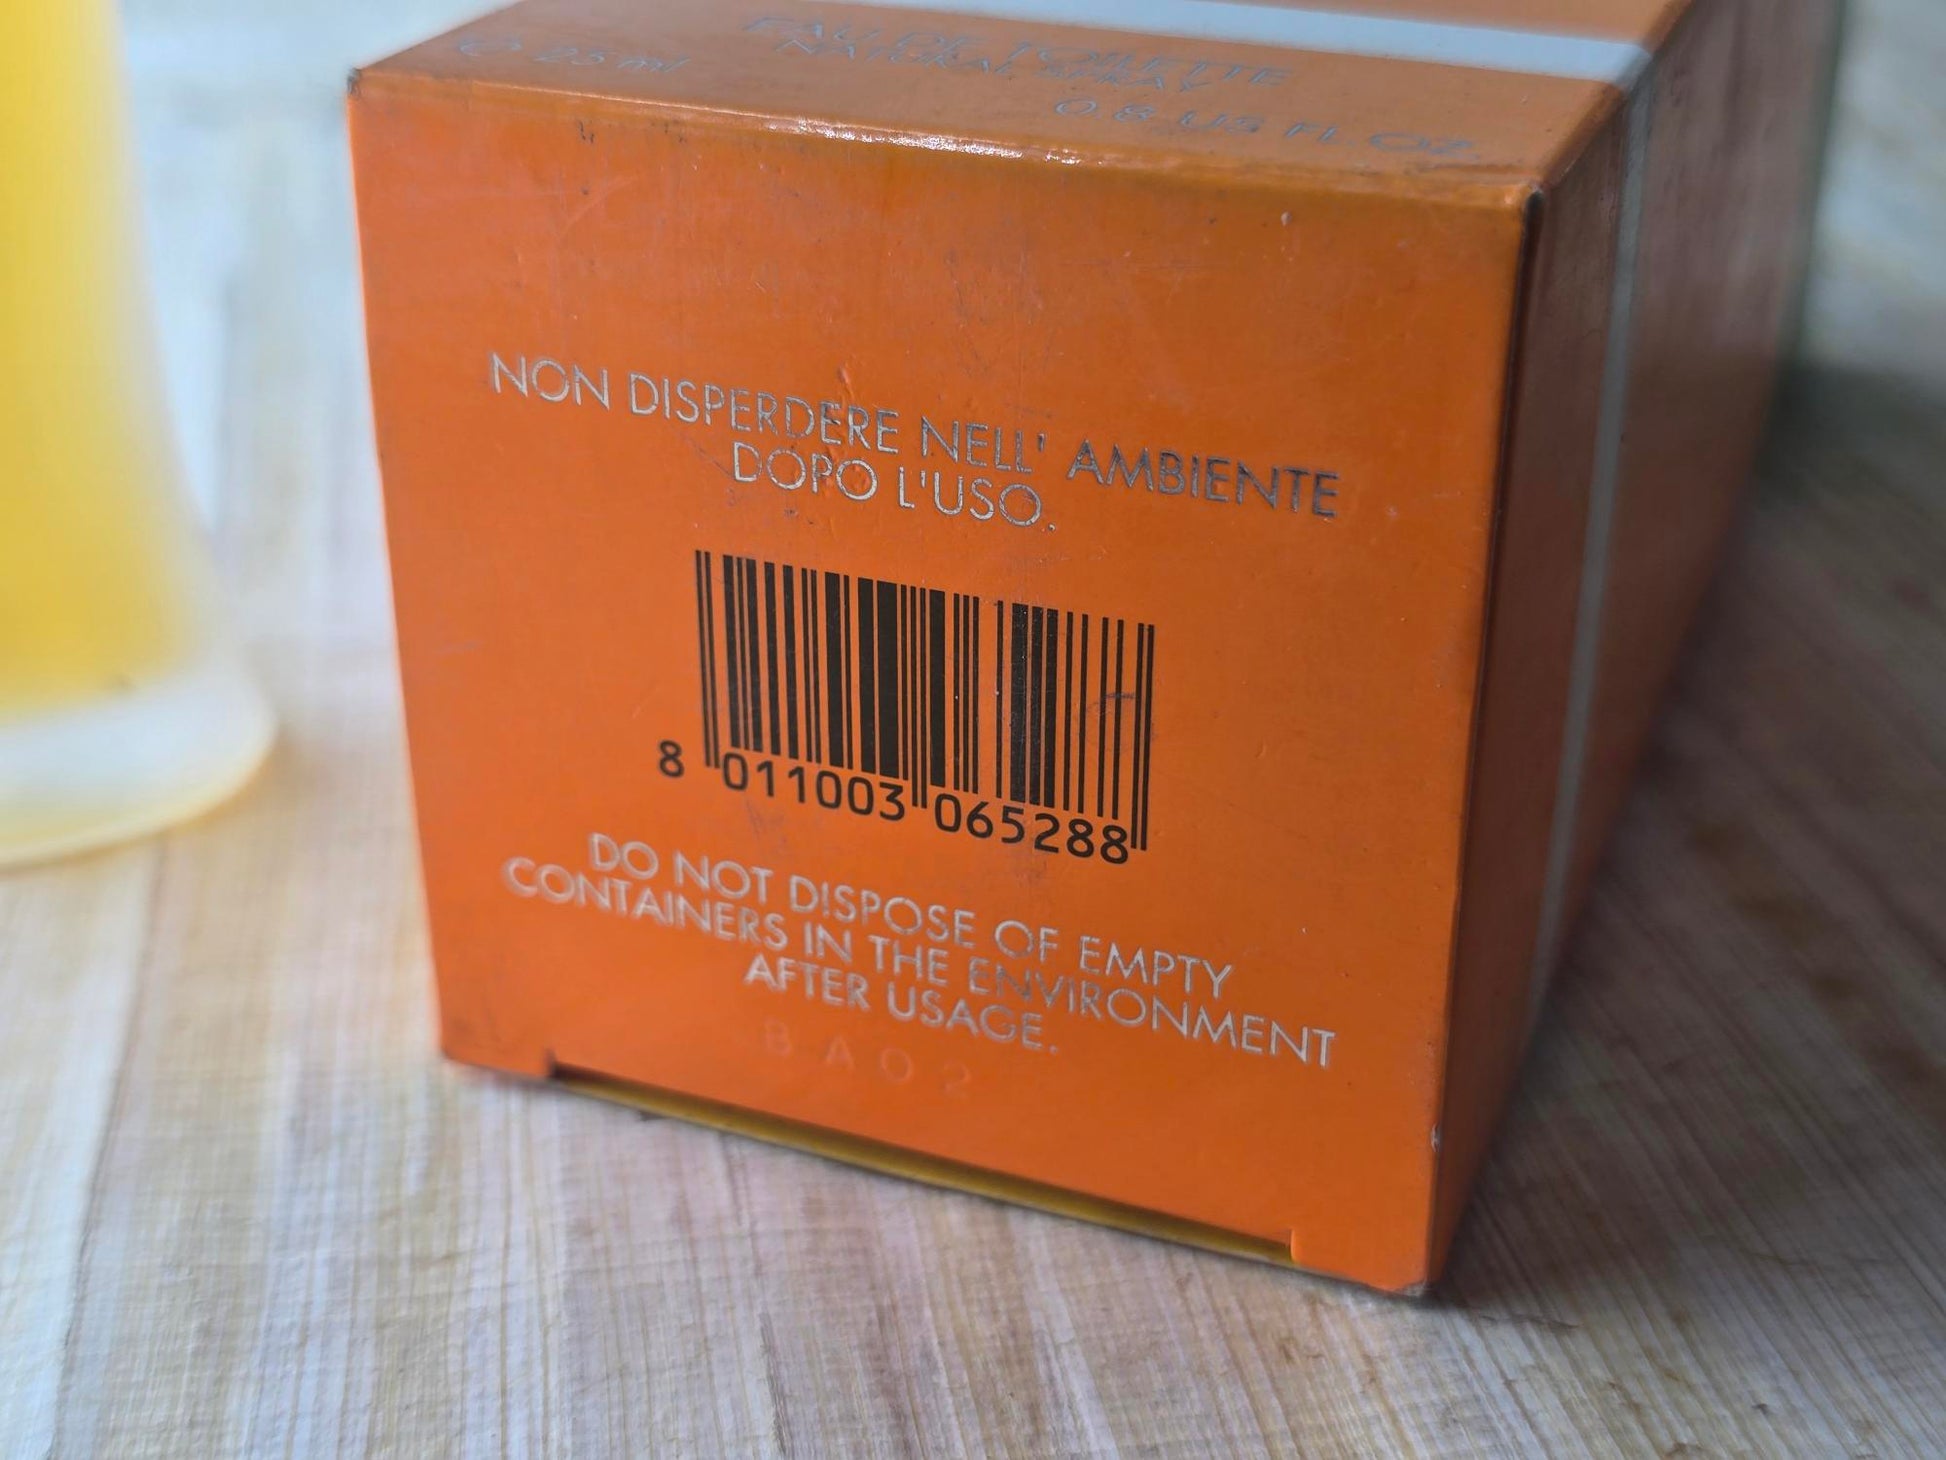 EAU DE TOILETTE
NATURAL SPRAY
℮ 25 ml
0.8 US FL. OZ.
NON DISPERDERE NELL' AMBIENTE
DOPO L'USO.
8 011003 065288
DO NOT DISPOSE OF EMPTY
CONTAINERS IN THE ENVIRONMENT
AFTER USAGE.
BA02